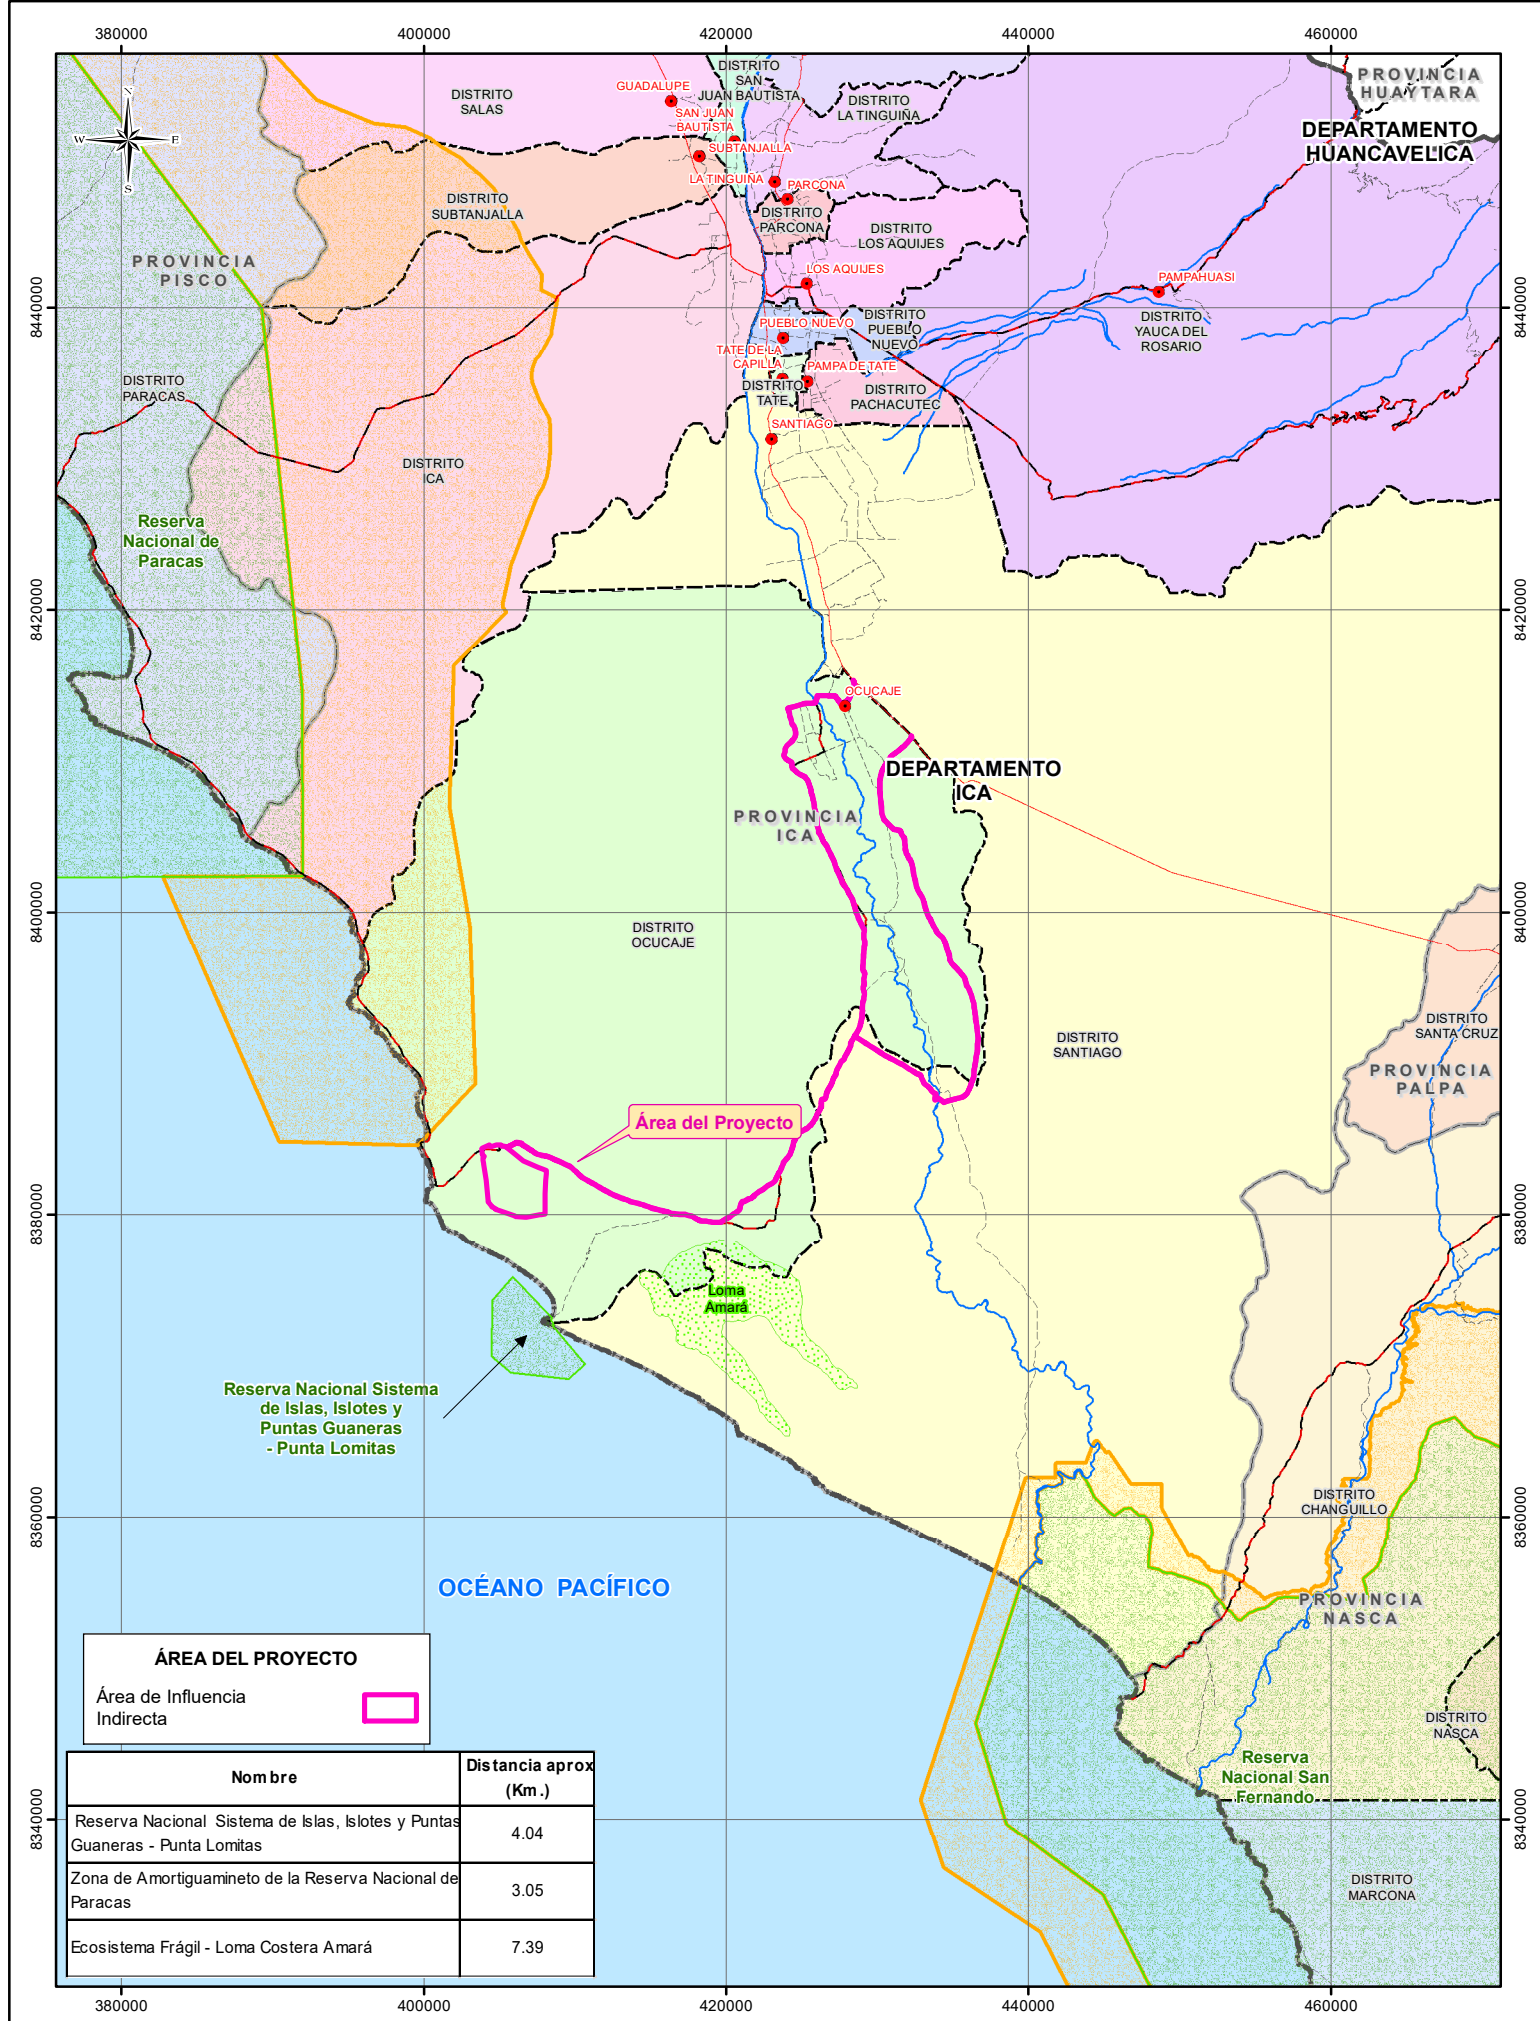 380000
400000
420000
440000
460000
N
W
E
S
PROVINCIA
HUAYTARA
DEPARTAMENTO
HUANCAVELICA
DISTRITO
SALAS
GUADALUPE
DISTRITO
SAN
JUAN BAUTISTA
DISTRITO
LA TINGUIÑA
SAN JUAN
BAUTISTA
SUBTANJALLA
LA TINGUIÑA
PARCONA
DISTRITO
SUBTANJALLA
DISTRITO
PARCONA
DISTRITO
LOS AQUIJES
PROVINCIA
PISCO
LOS AQUIJES
PAMPAHUASI
8440000
8440000
PUEBLO NUEVO
DISTRITO
PUEBLO
NUEVO
DISTRITO
YAUCA DEL
ROSARIO
TATE DE LA
CAPILLA
PAMPA DE TATE
DISTRITO
TATE
DISTRITO
PACHACUTEC
DISTRITO
PARACAS
SANTIAGO
DISTRITO
ICA
Reserva
Nacional de
Paracas
8420000
8420000
OCUCAJE
DEPARTAMENTO
ICA
PROVINCIA
ICA
8400000
8400000
DISTRITO
OCUCAJE
DISTRITO
SANTIAGO
DISTRITO
SANTA CRUZ
PROVINCIA
PALPA
Área del Proyecto
8380000
8380000
Loma
Amará
Reserva Nacional Sistema
de Islas, Islotes y
Puntas Guaneras
- Punta Lomitas
8360000
8360000
DISTRITO
CHANGUILLO
OCÉANO PACÍFICO
PROVINCIA
NASCA
DISTRITO
NASCA
Reserva
Nacional San
Fernando
8340000
8340000
DISTRITO
MARCONA
ÁREA DEL PROYECTO
Área de Influencia
Indirecta
Nombre
Distancia aprox
(Km.)
Reserva Nacional Sistema de Islas, Islotes y Puntas
Guaneras - Punta Lomitas
4.04
Zona de Amortiguamineto de la Reserva Nacional de
Paracas
3.05
Ecosistema Frágil - Loma Costera Amará
7.39
380000
400000
420000
440000
460000